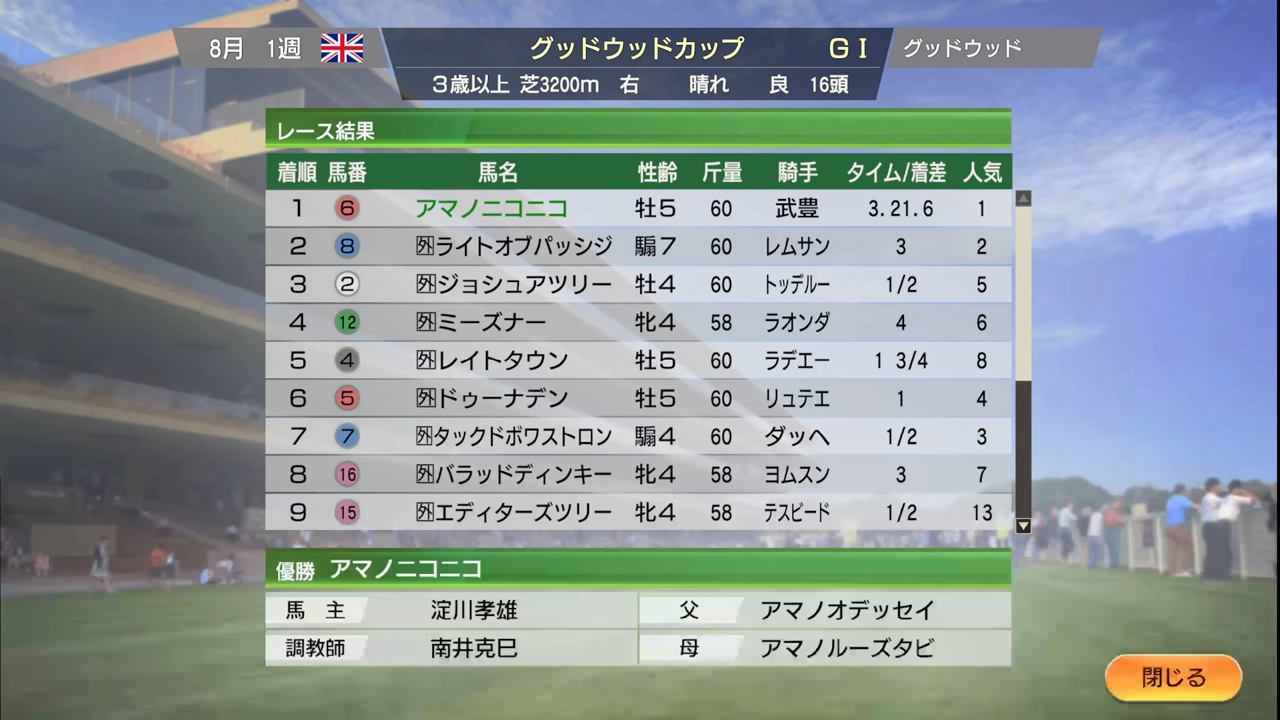 8月 1週 グッドウッドカップ GⅠ グッドウッド
3歳以上 芝3200m 右 晴れ 良 16頭
レース結果
着順 馬番 馬名 性齢 斤量 騎手 タイム/着差 人気
1 6 アマノニコニコ 牡5 60 武豊 3.21.6 1
2 8 外ライトオブパッシジ 騸7 60 レムサン 3 2
3 2 外ジョシュアツリー 牡4 60 トッデルー 1/2 5
4 12 外ミーズナー 牝4 58 ラオンダ 4 6
5 4 外レイトタウン 牡5 60 ラデエー 1 3/4 8
6 5 外ドゥーナデン 牡5 60 リュテエ 1 4
7 7 外タックドボワストロン 騸4 60 ダッヘ 1/2 3
8 16 外バラッドディンキー 牝4 58 ヨムスン 3 7
9 15 外エディターズツリー 牝4 58 テスビード 1/2 13
優勝 アマノニコニコ
馬主 淀川孝雄 父 アマノオデッセイ
調教師 南井克巳 母 アマノルーズタビ
閉じる